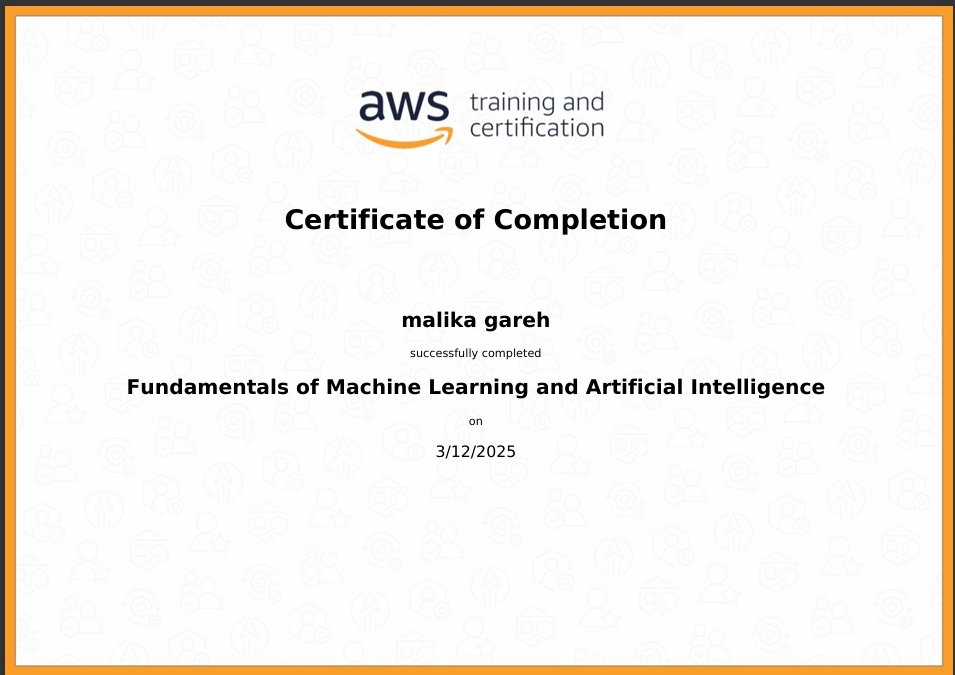 aws training and
certification
Certificate of Completion
malika gareh
successfully completed
Fundamentals of Machine Learning and Artificial Intelligence
on
3/12/2025